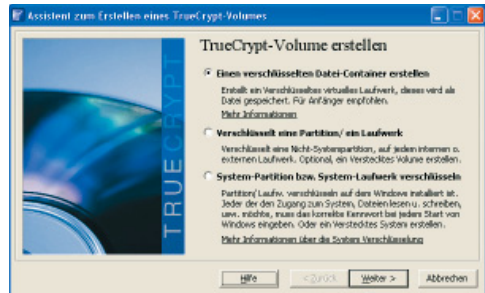 Assistent zum Erstellen eines TrueCrypt-Volumes
TRUECRYPT
TrueCrypt-Volume erstellen
Einen verschlüsselten Datei-Container erstellen
Erstellt ein Verschlüsseltes virtuelles Laufwerk, dieses wird als
Datei gespeichert. Für Anfänger empfohlen.
Mehr Informationen
Verschlüsselt eine Partition/ ein Laufwerk
Verschlüsselt eine Nicht-Systempartition, auf jedem internen o.
externen Laufwerk. Optional, ein Verstecktes Volume erstellen.
System-Partition bzw. System-Laufwerk verschlüsseln
Partition/ Laufw. verschlüsseln auf dem Windows installiert ist.
Jeder der den Zugang zum System, Dateien lesen u. schreiben,
usw. möchte, muss das korrekte Kennwort bei jedem Start von
Windows eingeben. Oder ein Verstecktes System erstellen.
Mehr Informationen über die System Verschlüsselung
Hilfe
< Zurück
Weiter >
Abbrechen